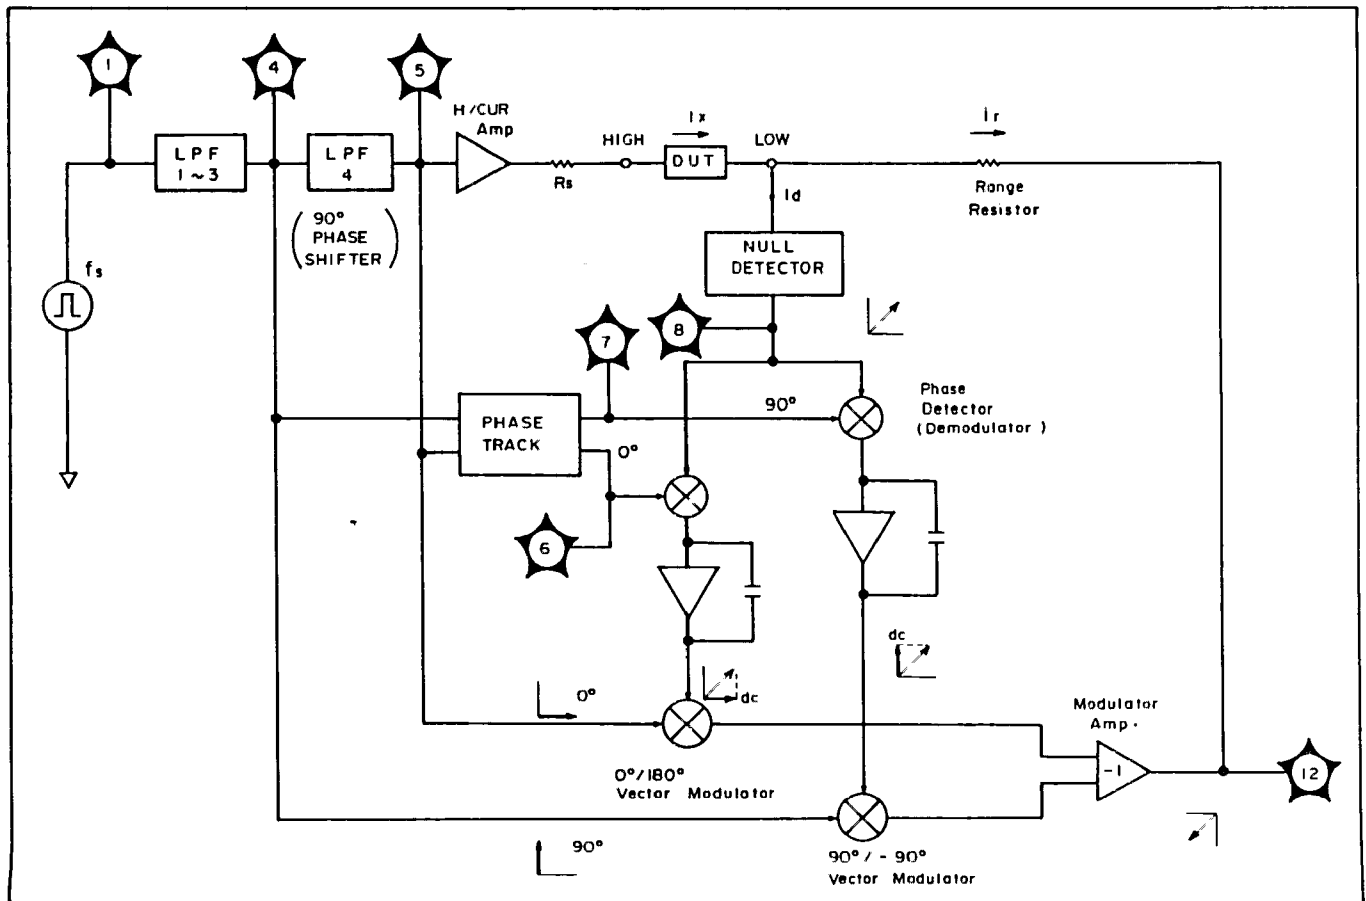 1
4
5
H/CUR
Amp
LPF
1~3
LPF
4
Rs
HIGH
Ix
DUT
LOW
Ir
Range
Resistor
Id
(90°
PHASE
SHIFTER)
NULL
DETECTOR
fs
7
8
PHASE
TRACK
90°
0°
Phase
Detector
(Demodulator)
6
dc
dc
0°
0°/180°
Vector Modulator
Modulator
Amp.
-1
12
90°
90°/-90°
Vector Modulator